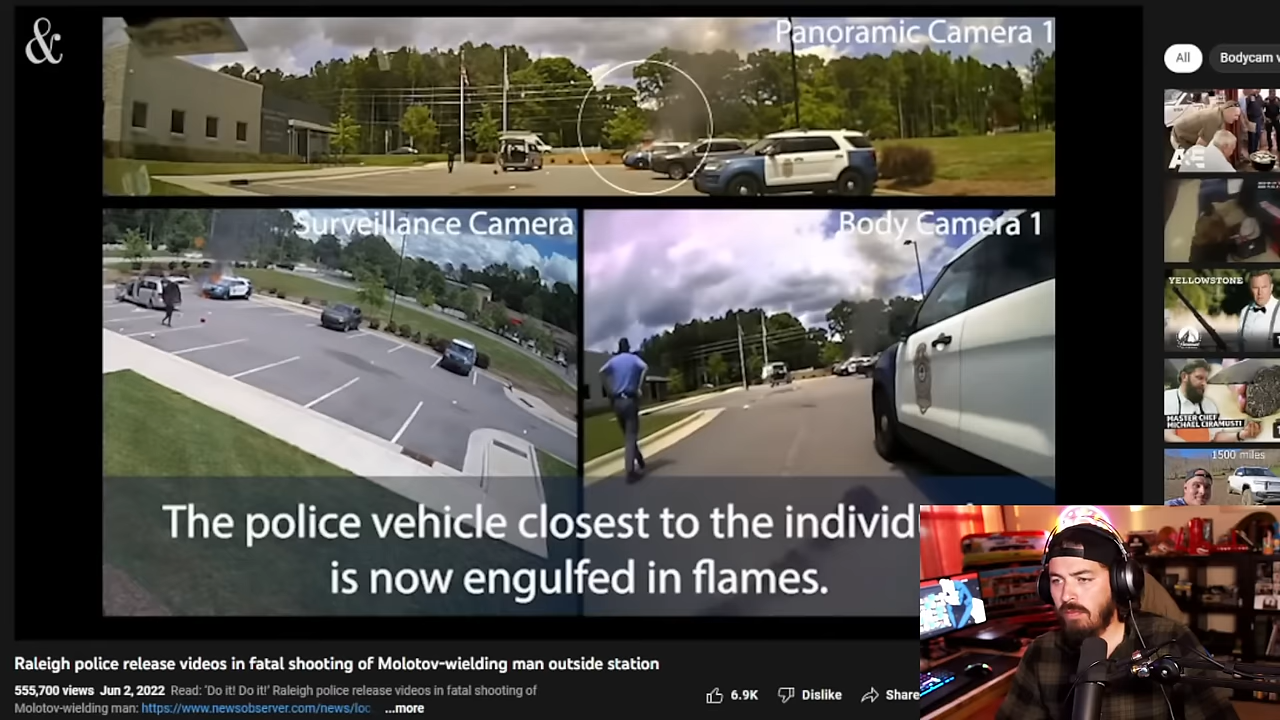 &
Panoramic Camera 1
All
Bodycam v
Surveillance Camera
Body Camera 1
YELLOWSTONE
MASTER CHEF
MICHAEL CIRAMUSTI
1500 miles
The police vehicle closest to the individ
is now engulfed in flames.
Raleigh police release videos in fatal shooting of Molotov-wielding man outside station
555,700 views Jun 2, 2022 Read: 'Do it! Do it!' Raleigh police release videos in fatal shooting of
Molotov-wielding man: https://www.newsobserver.com/news/loc ...more
6.9K
Dislike
Share